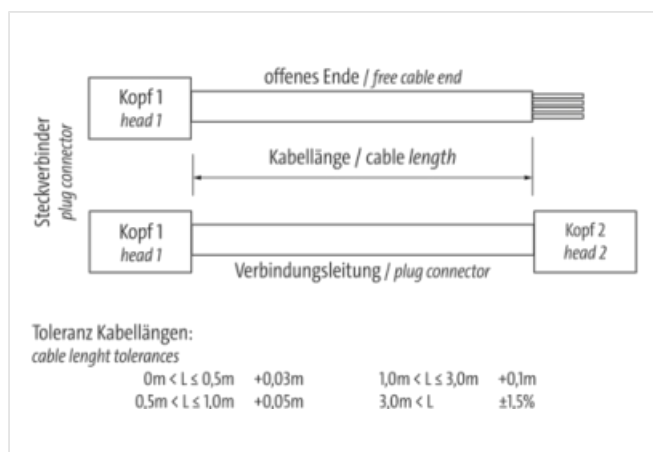 offenes Ende / free cable end
Kopf 1
head 1
Steckverbinder
plug connector
Kabellänge / cable length
Kopf 1
head 1
Kopf 2
head 2
Verbindungsleitung / plug connector
Toleranz Kabellängen:
cable lenght tolerances
0m < L ≤ 0,5m +0,03m 1,0m < L ≤ 3,0m +0,1m
0,5m < L ≤ 1,0m +0,05m 3,0m < L ±1,5%